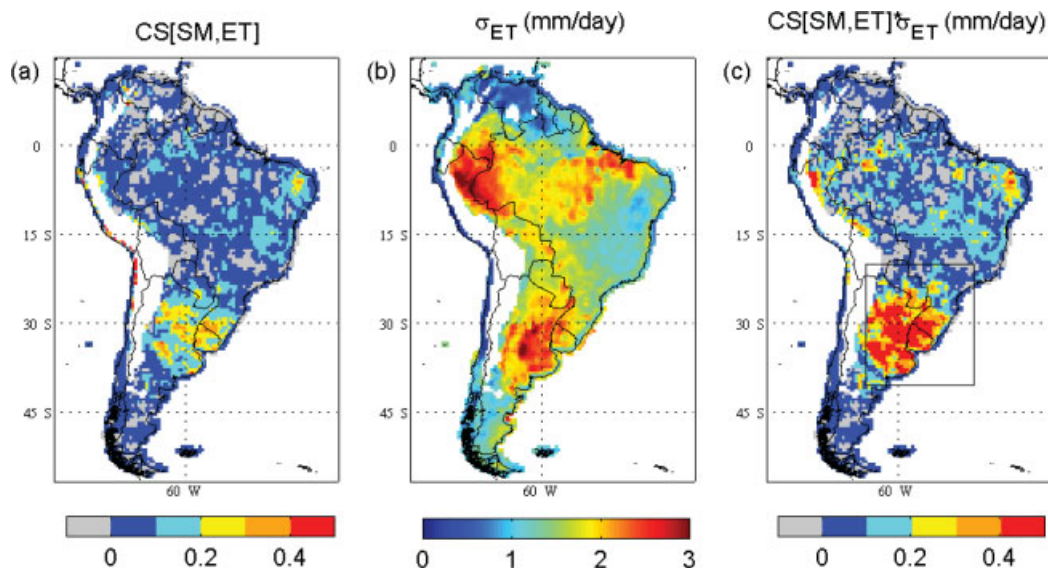 CS[SM,ET]
σET (mm/day)
CS[SM,ET]*σET (mm/day)
(a)
(b)
(c)
0
15 S
30 S
45 S
60 W
0
15 S
30 S
45 S
60 W
0
15 S
30 S
45 S
60 W
0 0.2 0.4
0 1 2 3
0 0.2 0.4